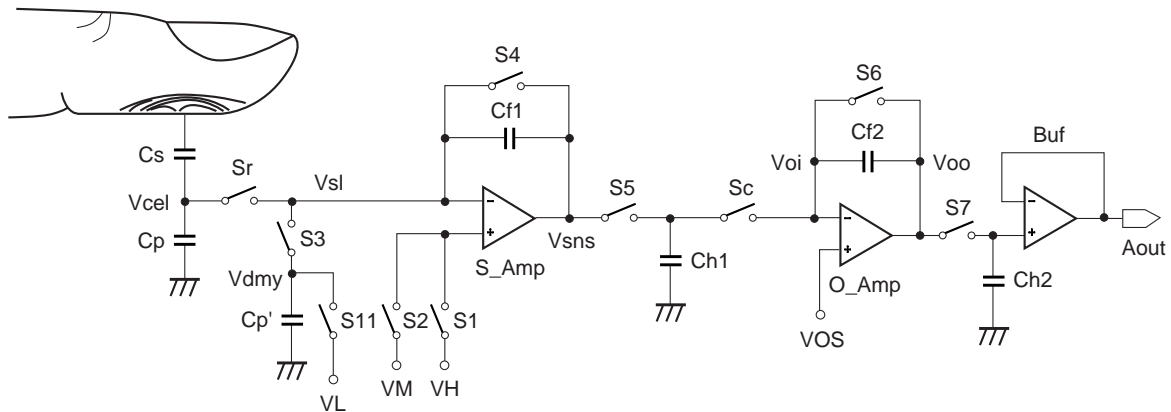 S4
S6
Cf1
Cf2
Buf
Cs
Sr
Vsl
S5
Sc
Voi
Voo
S7
Vcel
Cp
S3
Vsns
Aout
S_Amp
Ch1
O_Amp
Ch2
Vdmy
Cp'
S11
S2
S1
VOS
VL
VM
VH